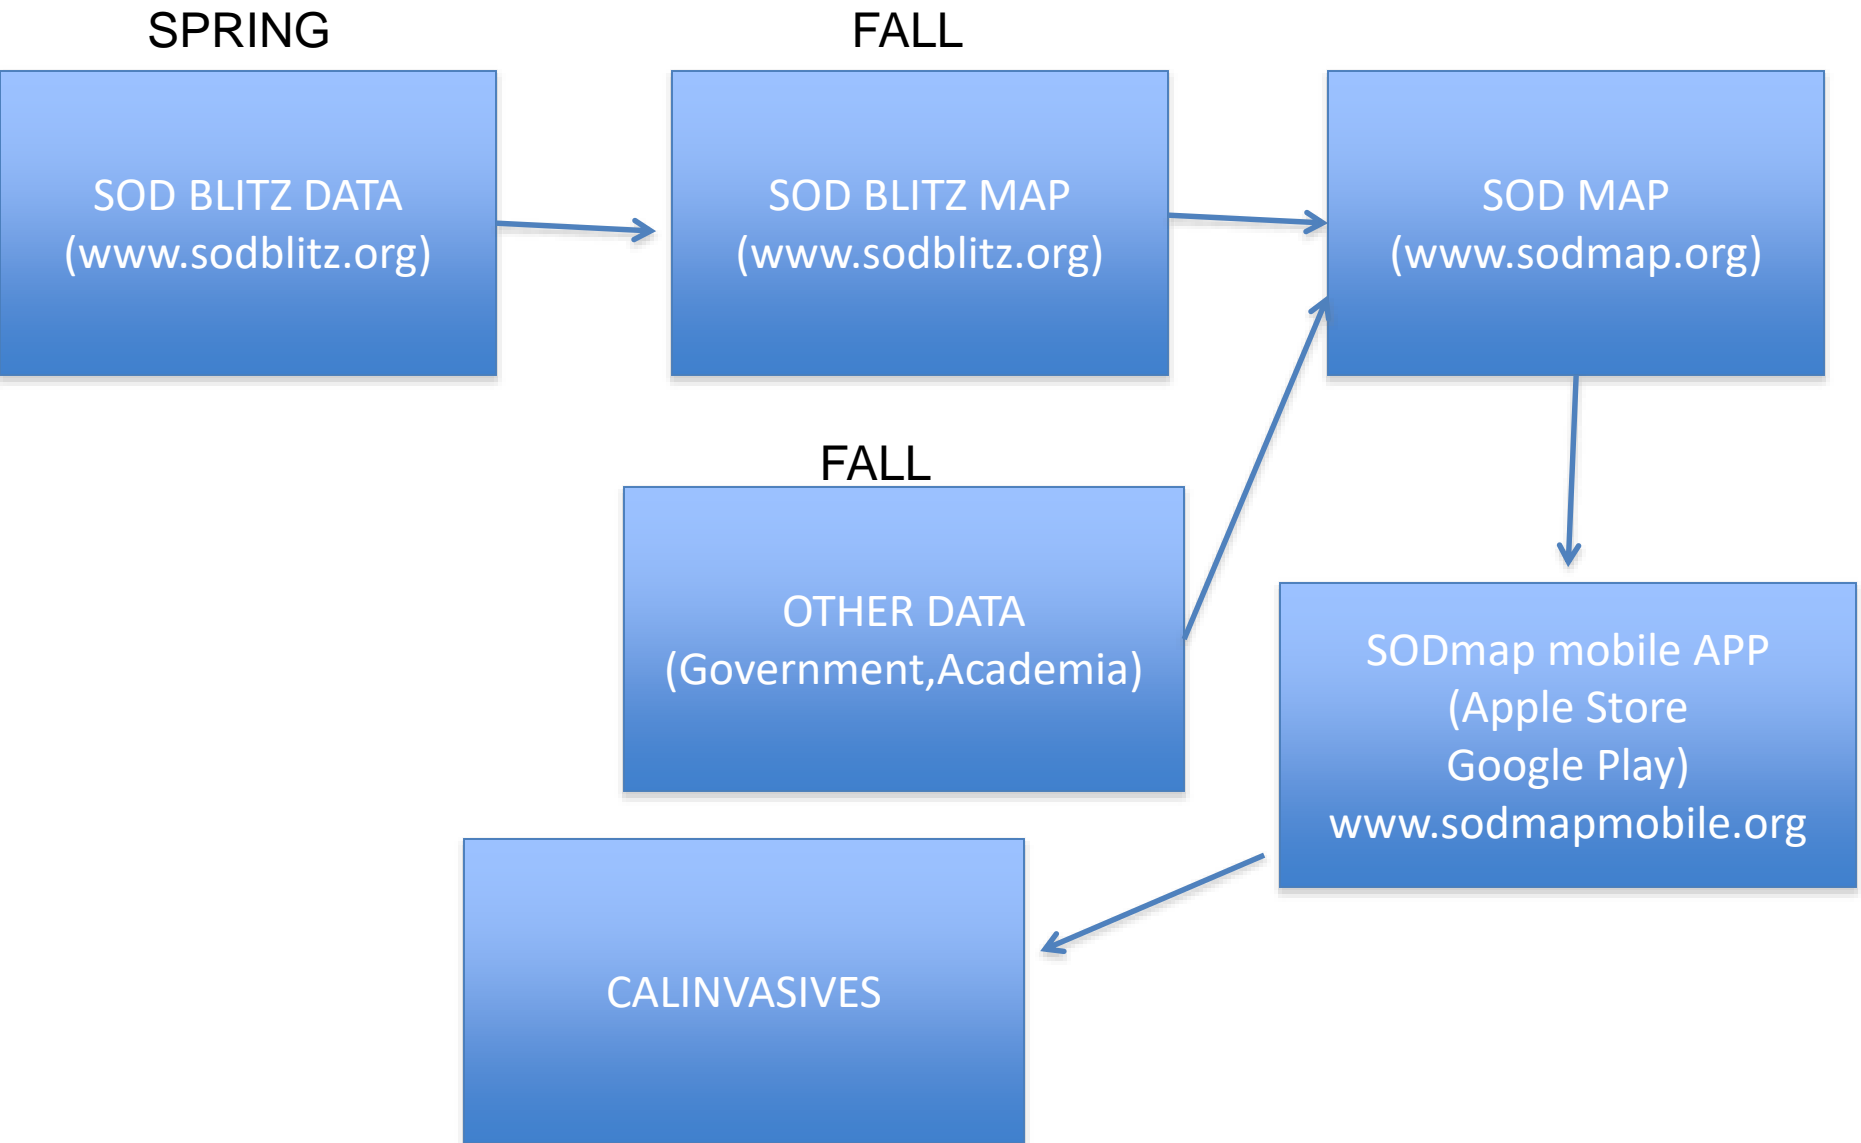 SPRING
FALL
SOD BLITZ DATA
(www.sodblitz.org)
SOD BLITZ MAP
(www.sodblitz.org)
SOD MAP
(www.sodmap.org)
FALL
OTHER DATA
(Government,Academia)
SODmap mobile APP
(Apple Store
Google Play)
www.sodmapmobile.org
CALINVASIVES